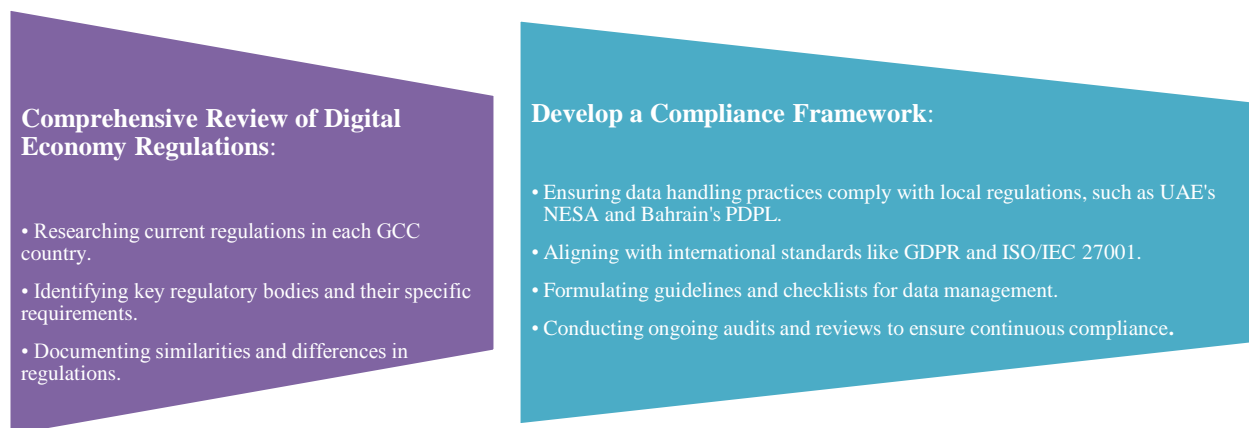 Comprehensive Review of Digital
Economy Regulations:
• Researching current regulations in each GCC
country.
• Identifying key regulatory bodies and their specific
requirements.
• Documenting similarities and differences in
regulations.
Develop a Compliance Framework:
• Ensuring data handling practices comply with local regulations, such as UAE's
NESA and Bahrain's PDPL.
• Aligning with international standards like GDPR and ISO/IEC 27001.
• Formulating guidelines and checklists for data management.
• Conducting ongoing audits and reviews to ensure continuous compliance.